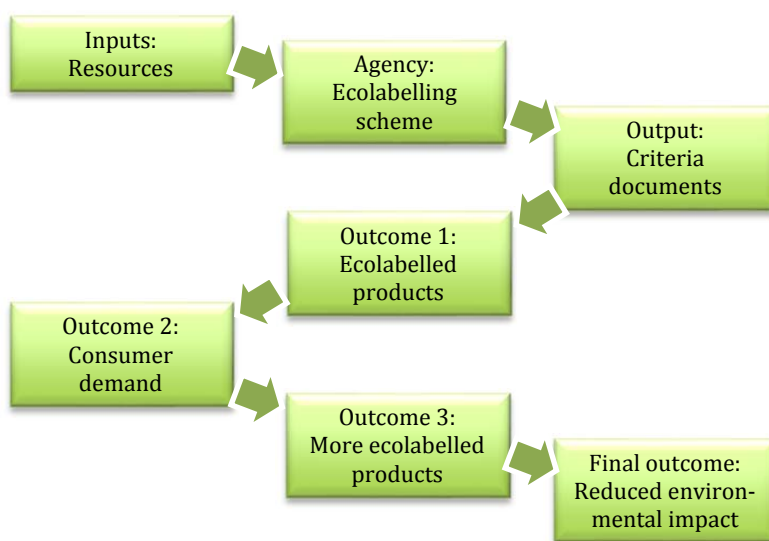 Inputs:
Resources
Agency:
Ecolabelling
scheme
Output:
Criteria
documents
Outcome 1:
Ecolabelled
products
Outcome 2:
Consumer
demand
Outcome 3:
More ecolabelled
products
Final outcome:
Reduced environ-
mental impact